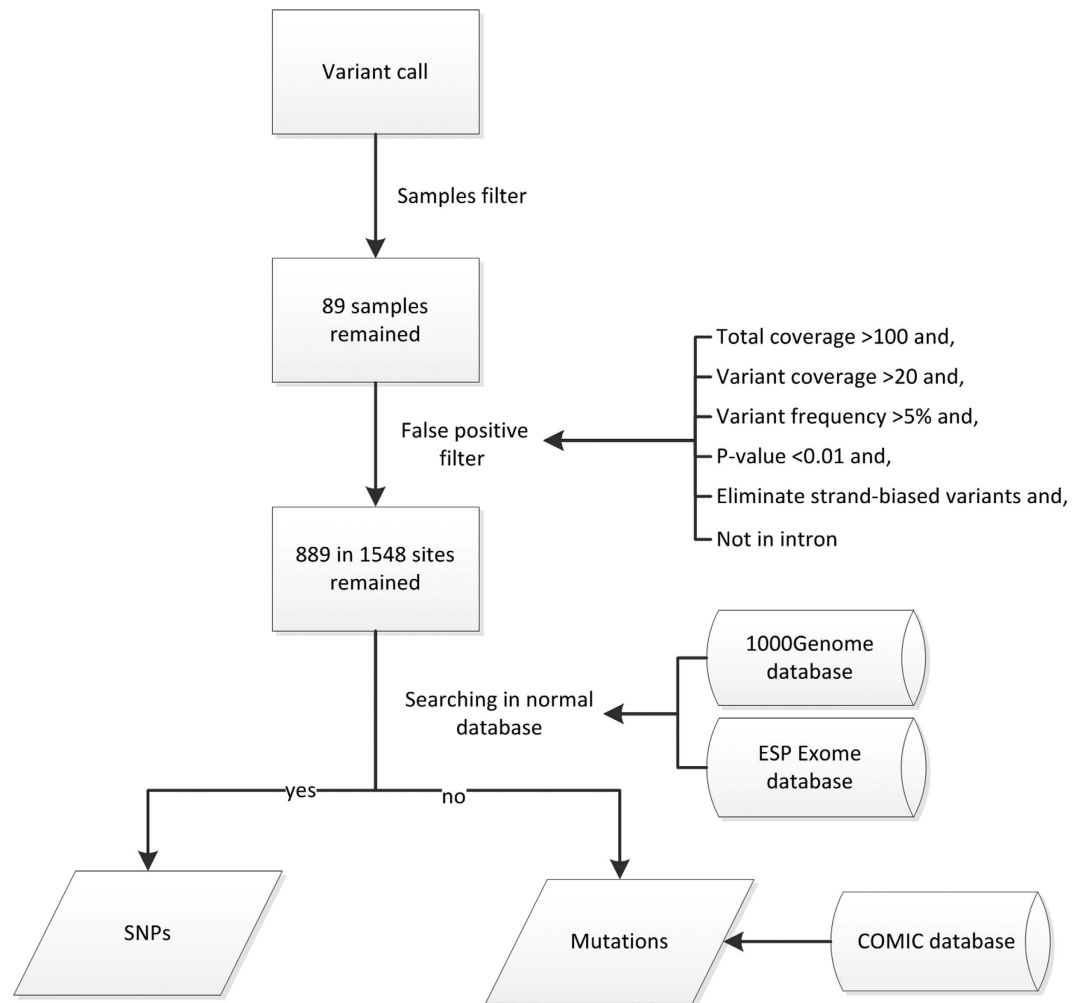 Variant call
Samples filter
89 samples
remained
False positive
filter
Total coverage >100 and,
Variant coverage >20 and,
Variant frequency >5% and,
P-value <0.01 and,
Eliminate strand-biased variants and,
Not in intron
889 in 1548 sites
remained
Searching in normal
database
1000Genome
database
ESP Exome
database
yes
no
SNPs
Mutations
COMIC database